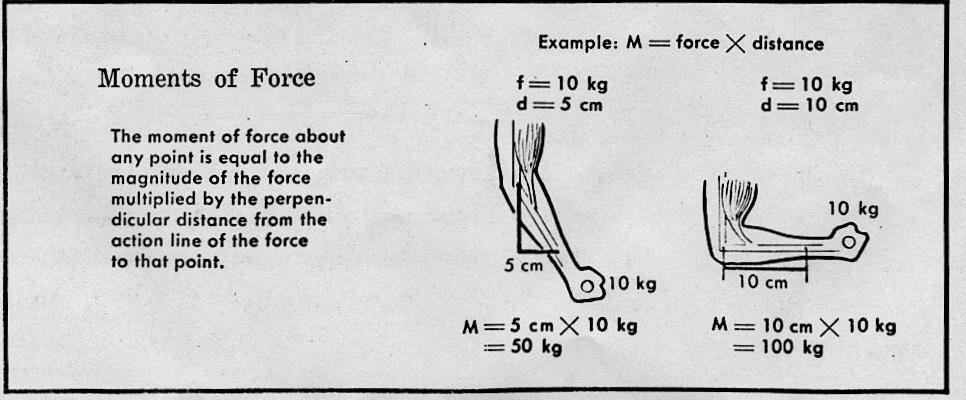 Example: M = force X distance
Moments of Force
f = 10 kg
d = 5 cm
f = 10 kg
d = 10 cm
The moment of force about
any point is equal to the
magnitude of the force
multiplied by the perpen-
dicular distance from the
action line of the force
to that point.
5 cm
10 kg
10 kg
10 cm
M = 5 cm X 10 kg
= 50 kg
M = 10 cm X 10 kg
= 100 kg